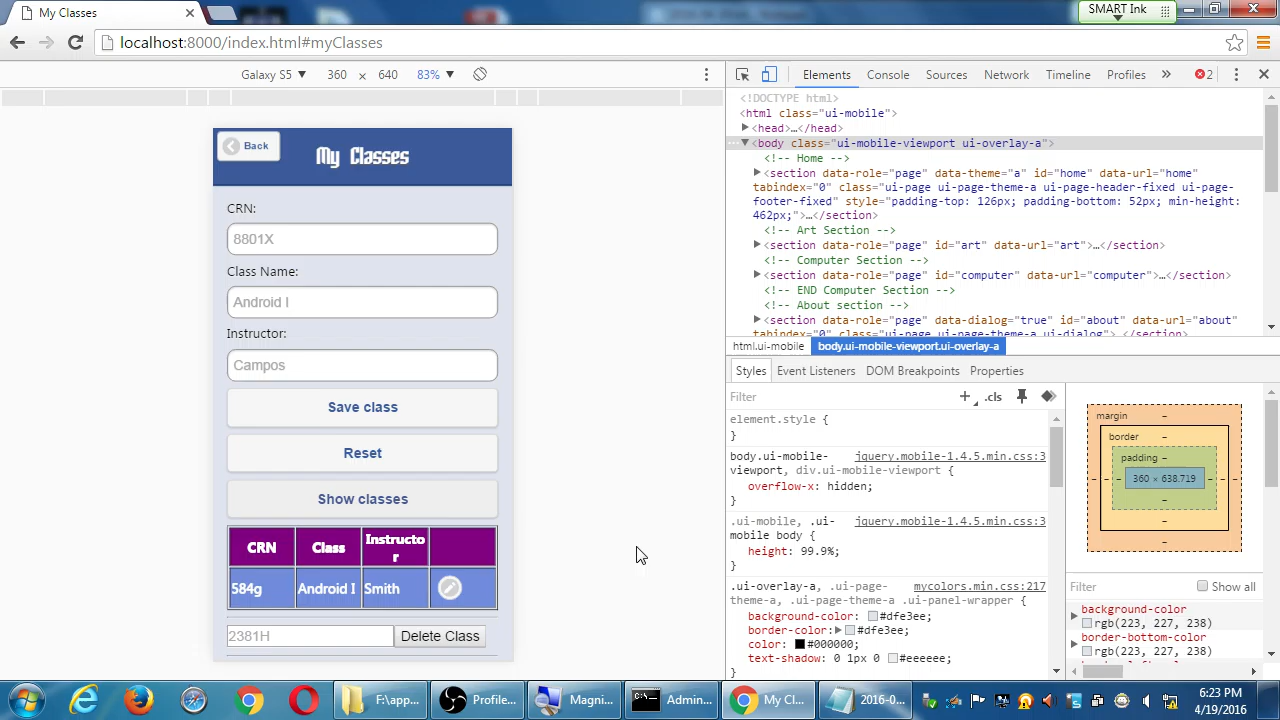 My Classes
SMART Ink
localhost:8000/index.html#myClasses
Galaxy S5 ▼ 360 x 640 83% ▼
Elements Console Sources Network Timeline Profiles » 2
Back
My Classes
CRN:
8801X
Class Name:
Android I
Instructor:
Campos
Save class
Reset
Show classes
CRN Class Instructo
r
584g Android I Smith
2381H Delete Class
<!DOCTYPE html>
<html class="ui-mobile">
▶<head>…</head>
…▼<body class="ui-mobile-viewport ui-overlay-a">
<!-- Home -->
▶<section data-role="page" data-theme="a" id="home" data-url="home"
tabindex="0" class="ui-page ui-page-theme-a ui-page-header-fixed ui-page-
footer-fixed" style="padding-top: 126px; padding-bottom: 52px; min-height:
462px;">…</section>
<!-- Art Section -->
▶<section data-role="page" id="art" data-url="art">…</section>
<!-- Computer Section -->
▶<section data-role="page" id="computer" data-url="computer">…</section>
<!-- END Computer Section -->
<!-- About section -->
▶<section data-dialog="true" id="about" data-url="about"
tabindex="0" class="ui-page ui-page-theme-a ui-dialog">…</section>
html.ui-mobile body.ui-mobile-viewport.ui-overlay-a
Styles Event Listeners DOM Breakpoints Properties
Filter + .cls
element.style {
}
body.ui-mobile- jquery.mobile-1.4.5.min.css:3
viewport, div.ui-mobile-viewport {
overflow-x: hidden;
}
.ui-mobile, .ui- jquery.mobile-1.4.5.min.css:3
mobile body {
height: 99.9%;
}
.ui-overlay-a, .ui-page- mycolors.min.css:217
theme-a, .ui-page-theme-a .ui-panel-wrapper {
background-color: #dfe3ee;
border-color:▶ #dfe3ee;
color: #000000;
text-shadow: 0 1px 0 #eeeeee;
}
margin –
border –
padding –
– – – 360 × 638.719 – – –
–
–
–
Filter Show all
▶ background-color
rgb(223, 227, 238)
▶ border-bottom-color
rgb(223, 227, 238)
F:\app... Profile... Magni... Admin... My Cl... 2016-0...
6:23 PM
4/19/2016